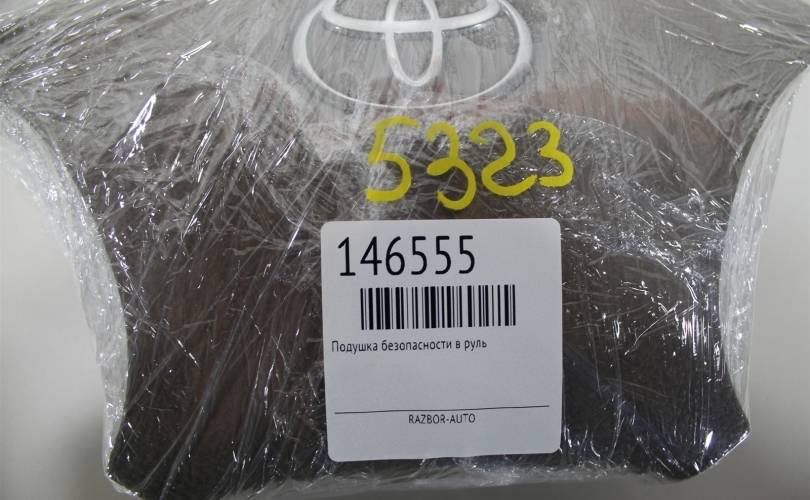 5323
146555
Подушка безопасности в руль
RAZBOR-AUTO